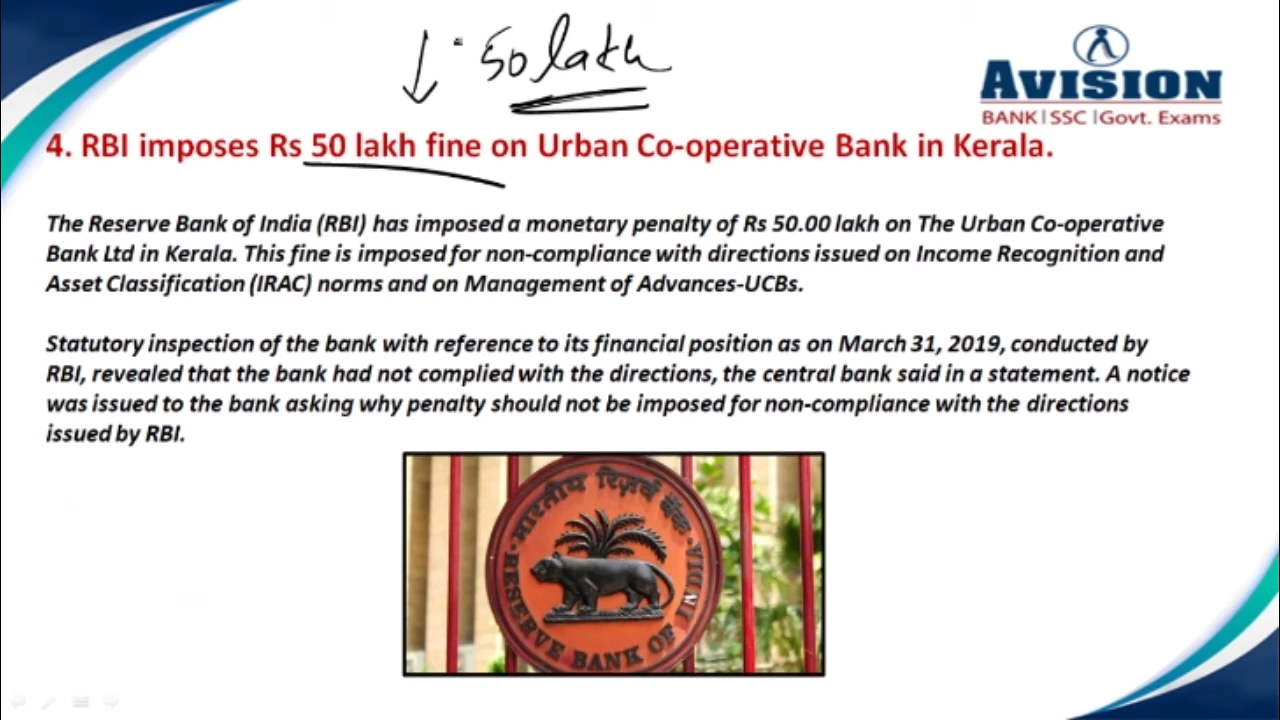 50 lakh
AVISION
BANK | SSC | Govt. Exams
4. RBI imposes Rs 50 lakh fine on Urban Co-operative Bank in Kerala.
The Reserve Bank of India (RBI) has imposed a monetary penalty of Rs 50.00 lakh on The Urban Co-operative
Bank Ltd in Kerala. This fine is imposed for non-compliance with directions issued on Income Recognition and
Asset Classification (IRAC) norms and on Management of Advances-UCBs.
Statutory inspection of the bank with reference to its financial position as on March 31, 2019, conducted by
RBI, revealed that the bank had not complied with the directions, the central bank said in a statement. A notice
was issued to the bank asking why penalty should not be imposed for non-compliance with the directions
issued by RBI.
भारतीय रिज़र्व बैंक
RESERVE BANK OF INDIA